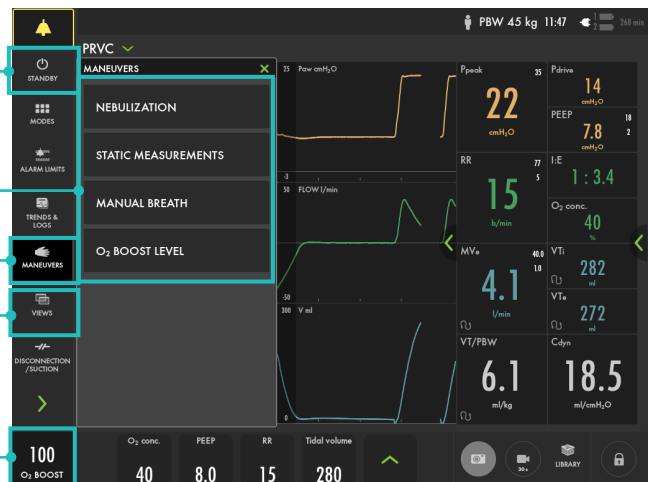 PBW 45 kg 11:47 1 2 268 min
STANDBY
MODES
ALARM LIMITS
TRENDS &
LOGS
MANEUVERS
VIEWS
DISCONNECTION
/SUCTION
100
O₂ BOOST
PRVC
MANEUVERS
NEBULIZATION
STATIC MEASUREMENTS
MANUAL BREATH
O₂ BOOST LEVEL
25 Paw cmH₂O
-3
50 FLOW l/min
-50
300 V ml
0
Ppeak 35
22
cmH₂O
Pdrive
14
cmH₂O
PEEP 18
7.8 2
cmH₂O
RR 77
5
15
b/min
I:E
1 : 3.4
O₂ conc.
40
%
MVe 40.0
1.0
4.1
l/min
VTi
282
ml
VTe
272
ml
VT/PBW
6.1
ml/kg
Cdyn
18.5
ml/cmH₂O
O₂ conc. PEEP RR Tidal volume
40 8.0 15 280
30 s
LIBRARY